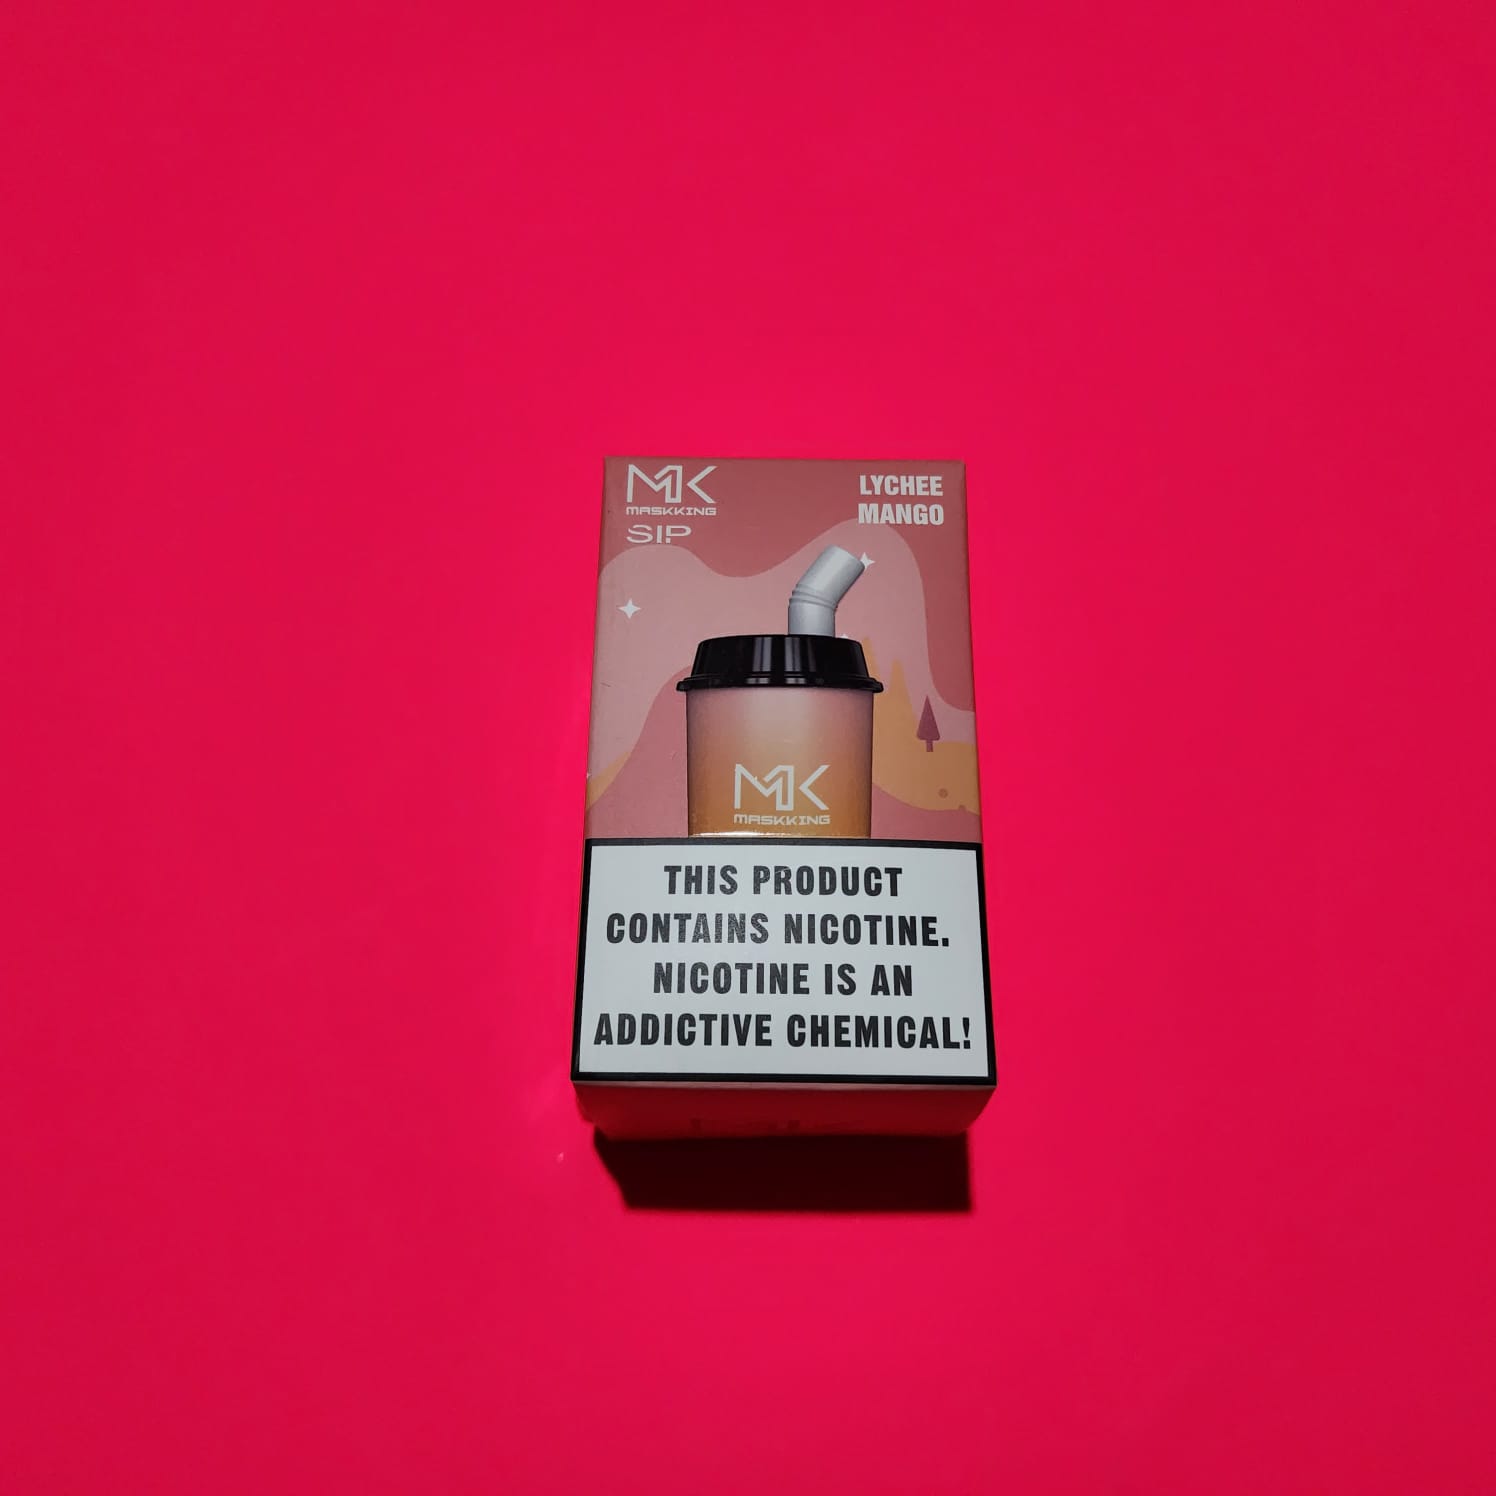 MK
MASKKING
SIP
LYCHEE
MANGO
MK
MASKKING
THIS PRODUCT
CONTAINS NICOTINE.
NICOTINE IS AN
ADDICTIVE CHEMICAL!